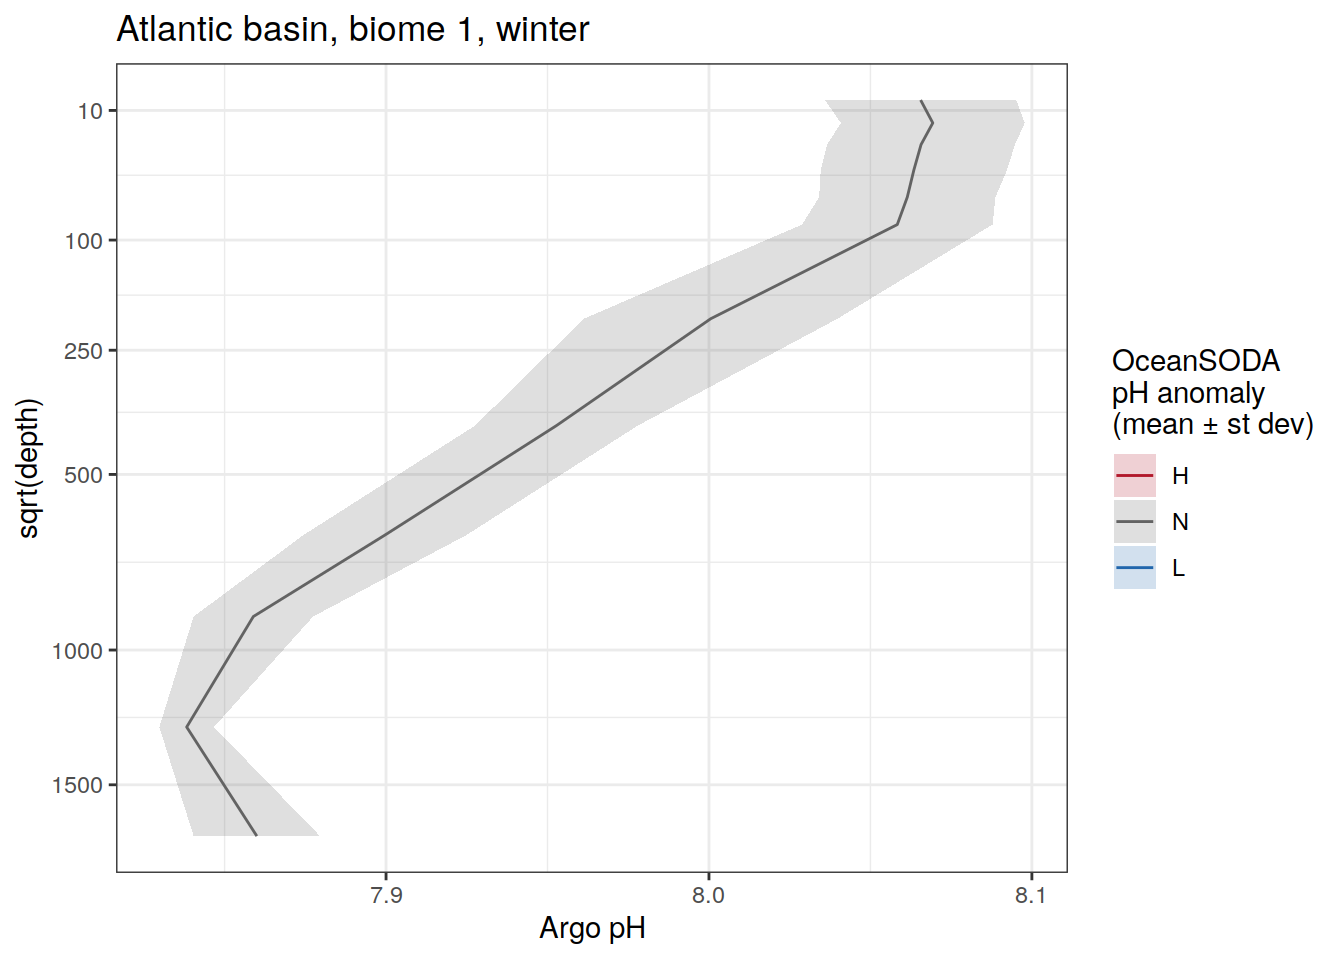 Atlantic basin, biome 1, winter
10
100
250
500
1000
1500
sqrt(depth)
7.9
8.0
8.1
Argo pH
OceanSODA
pH anomaly
(mean ± st dev)
H
N
L